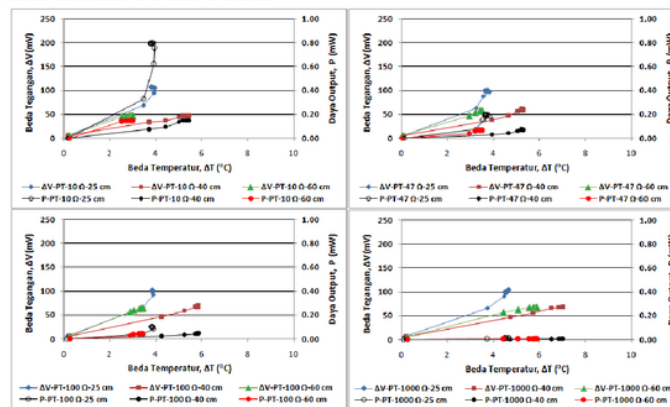 250
200
150
100
50
0
Beda Tegangan, ΔV (mV)
1.00
0.80
0.60
0.40
0.20
0.00
Daya Output, P (mW)
0 2 4 6 8 10
Beda Temperatur, ΔT (°C)
ΔV-PT-10 Ω-25 cm ΔV-PT-10 Ω-40 cm ΔV-PT-10 Ω-60 cm
P-PT-10 Ω-25 cm P-PT-10 Ω-40 cm P-PT-10 Ω-60 cm
250
200
150
100
50
0
Beda Tegangan, ΔV (mV)
1.00
0.80
0.60
0.40
0.20
0.00
Daya Output, P (mW)
0 2 4 6 8 10
Beda Temperatur, ΔT (°C)
ΔV-PT-47 Ω-25 cm ΔV-PT-47 Ω-40 cm ΔV-PT-47 Ω-60 cm
P-PT-47 Ω-25 cm P-PT-47 Ω-40 cm P-PT-47 Ω-60 cm
250
200
150
100
50
0
Beda Tegangan, ΔV (mV)
1.00
0.80
0.60
0.40
0.20
0.00
Daya Output, P (mW)
0 2 4 6 8 10
Beda Temperatur, ΔT (°C)
ΔV-PT-100 Ω-25 cm ΔV-PT-100 Ω-40 cm ΔV-PT-100 Ω-60 cm
P-PT-100 Ω-25 cm P-PT-100 Ω-40 cm P-PT-100 Ω-60 cm
250
200
150
100
50
0
Beda Tegangan, ΔV (mV)
1.00
0.80
0.60
0.40
0.20
0.00
Daya Output, P (mW)
0 2 4 6 8 10
Beda Temperatur, ΔT (°C)
ΔV-PT-1000 Ω-25 cm ΔV-PT-1000 Ω-40 cm ΔV-PT-1000 Ω-60 cm
P-PT-1000 Ω-25 cm P-PT-1000 Ω-40 cm P-PT-1000 Ω-60 cm